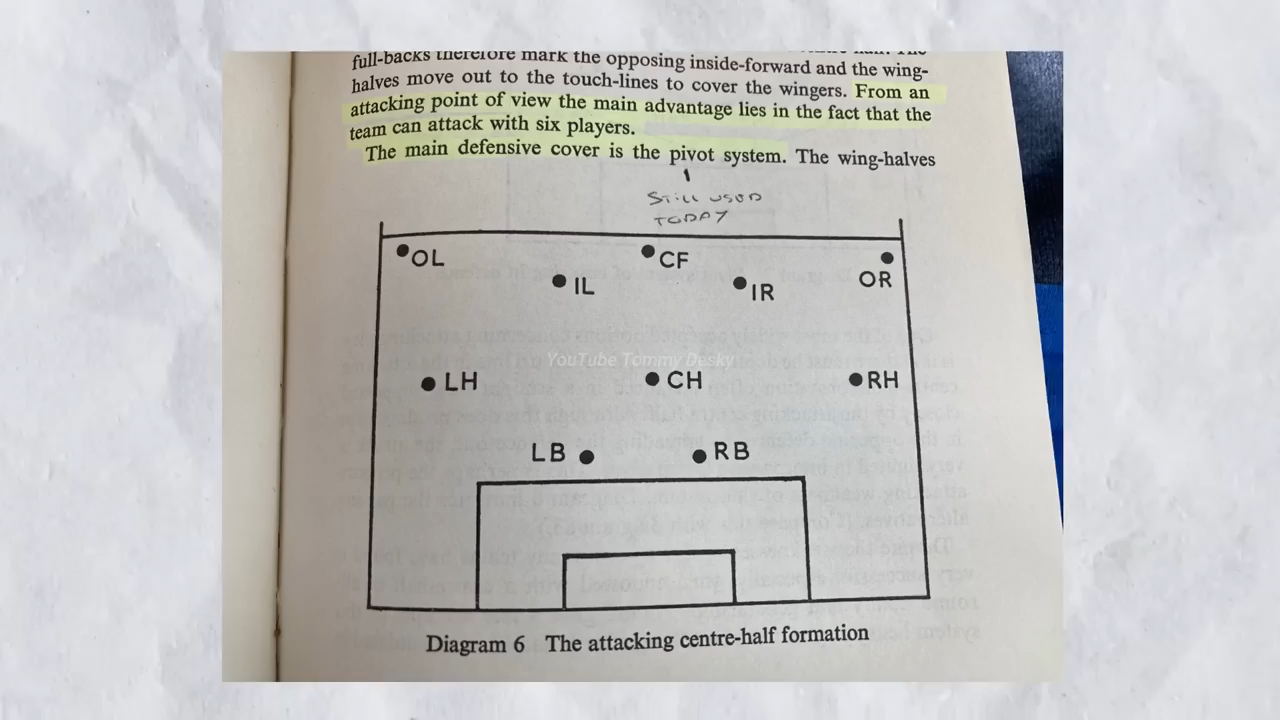 full-backs therefore mark the opposing inside-forward and the wing-
halves move out to the touch-lines to cover the wingers. From an
attacking point of view the main advantage lies in the fact that the
team can attack with six players.
The main defensive cover is the pivot system. The wing-halves
STILL USED
TODAY
OL
CF
OR
IL
IR
YouTube Tommy Desky
LH
CH
RH
LB
RB
Diagram 6 The attacking centre-half formation